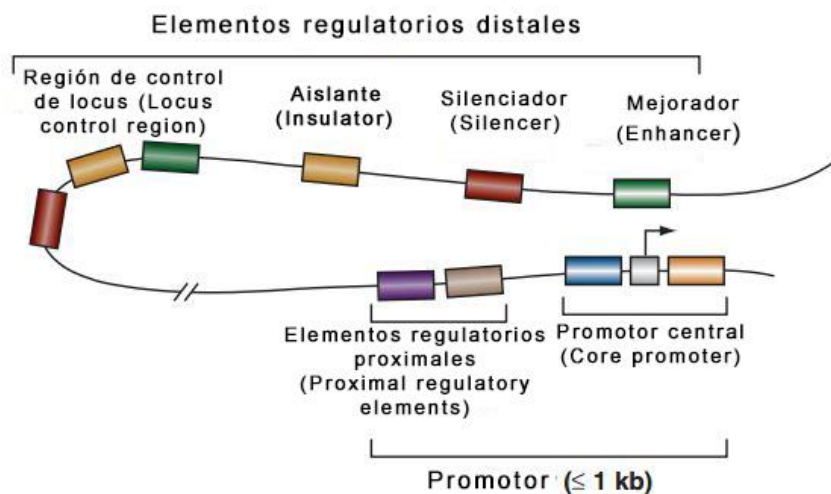 Elementos regulatorios distales
Región de control
de locus (Locus
control region)
Aislante
(Insulator)
Silenciador
(Silencer)
Mejorador
(Enhancer)
Elementos regulatorios
proximales
(Proximal regulatory
elements)
Promotor central
(Core promoter)
Promotor (≤ 1 kb)